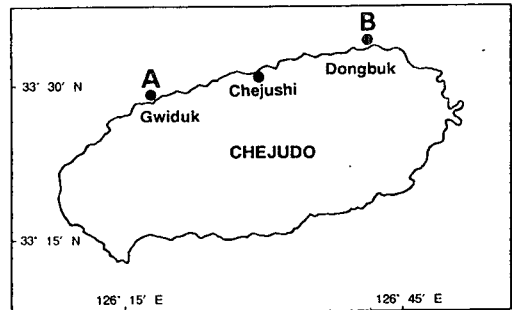 B
A
Dongbuk
33° 30' N
Chejushi
Gwiduk
CHEJUDO
33° 15' N
126° 15' E
126° 45' E